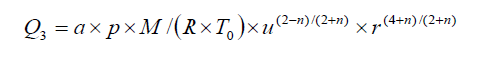 Q₃ = a × p × M /(R × T₀) × u^(2−n)/(2+n) × r^(4+n)/(2+n)